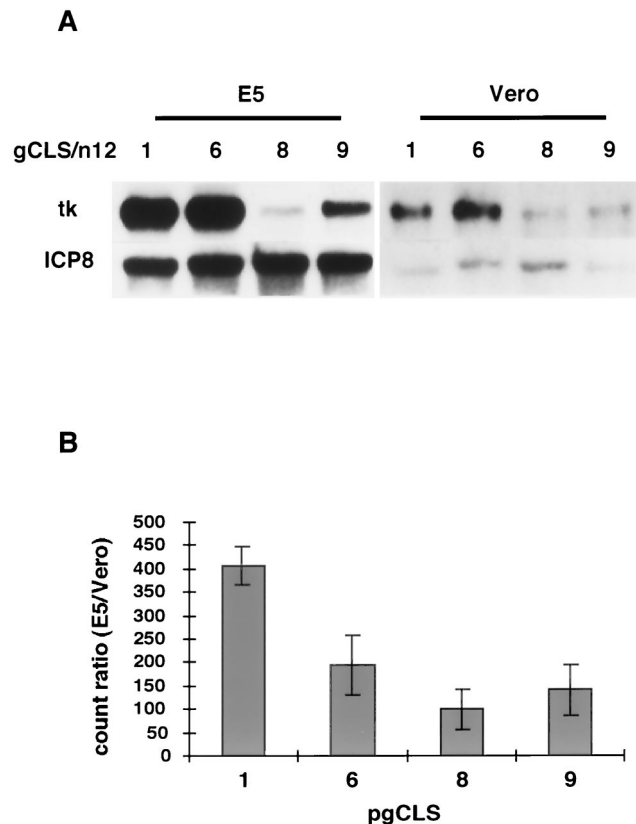 A
E5 Vero
gCLS/n12 1 6 8 9 1 6 8 9
tk
ICP8
B
500
450
400
350
300
250
200
150
100
50
0
count ratio (E5/Vero)
1 6 8 9
pgCLS